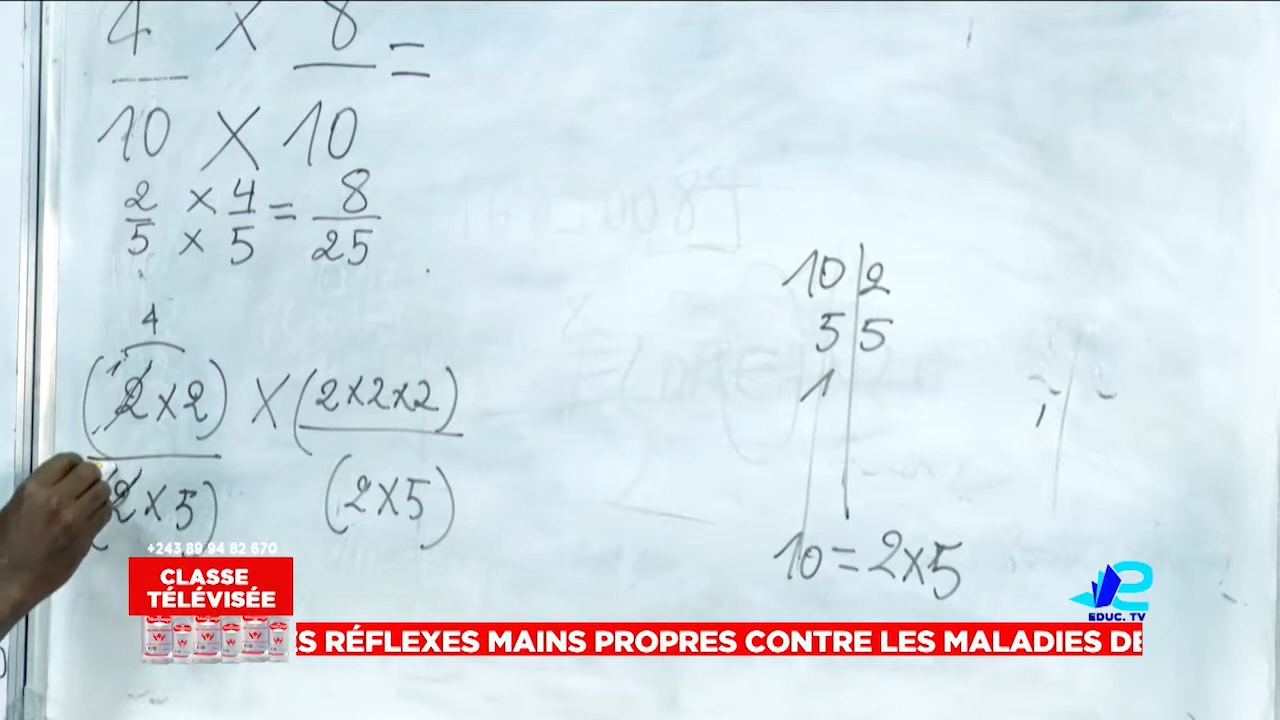 4 × 8 =
10 × 10
2 × 4 = 8
5 × 5 25
4
1
(2×2) × (2×2×2)
(2×5) (2×5)
10 | 2
5 | 5
1
10 = 2×5
+243 89 94 82 670
CLASSE
TÉLÉVISÉE
EDUC. TV
S RÉFLEXES MAINS PROPRES CONTRE LES MALADIES DE